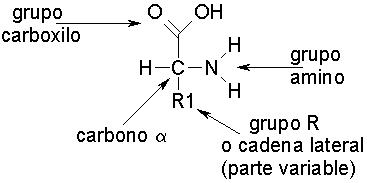 grupo
carboxilo
O OH
H
H C N
grupo
amino
H
R1
carbono α
grupo R
o cadena lateral
(parte variable)